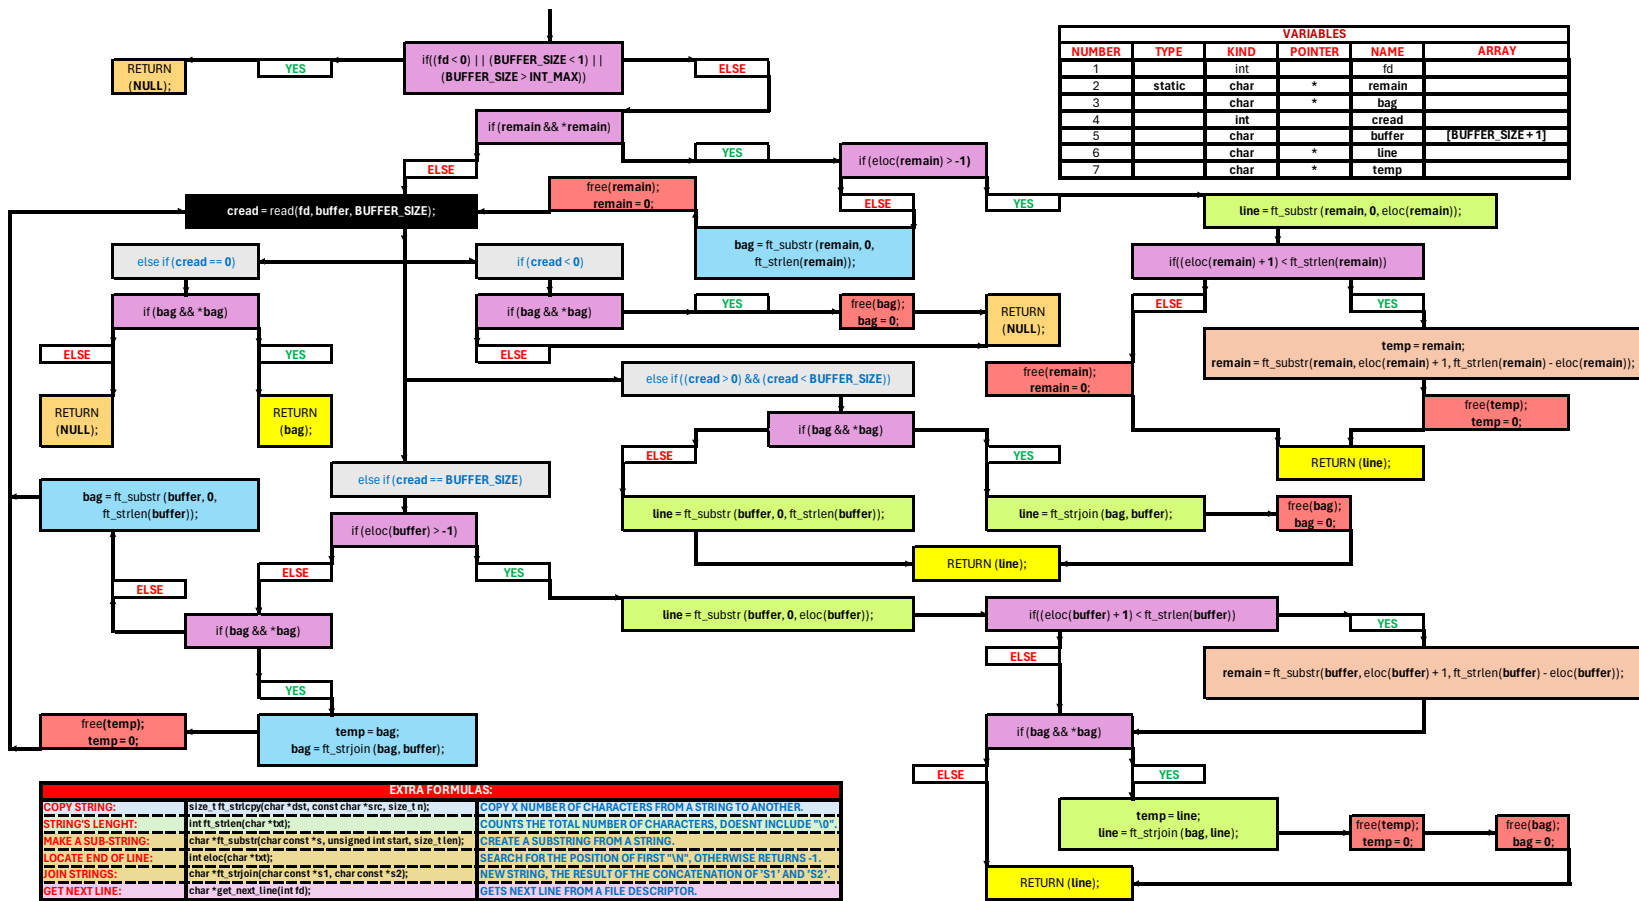 if((fd < 0) || (BUFFER_SIZE < 1) ||
(BUFFER_SIZE > INT_MAX))
YES
ELSE
RETURN
(NULL);
VARIABLES
NUMBER TYPE KIND POINTER NAME ARRAY
1 int fd
2 static char * remain
3 char * bag
4 int cread
5 char buffer [BUFFER_SIZE + 1]
6 char * line
7 char * temp
if (remain && *remain)
YES
ELSE
if (eloc(remain) > -1)
ELSE
YES
free(remain);
remain = 0;
cread = read(fd, buffer, BUFFER_SIZE);
line = ft_substr (remain, 0, eloc(remain));
bag = ft_substr (remain, 0,
ft_strlen(remain));
else if (cread == 0)
if (cread < 0)
if((eloc(remain) + 1) < ft_strlen(remain))
ELSE
YES
if (bag && *bag)
if (bag && *bag)
YES
free(bag);
bag = 0;
RETURN
(NULL);
ELSE
YES
ELSE
temp = remain;
remain = ft_substr(remain, eloc(remain) + 1, ft_strlen(remain) - eloc(remain));
free(remain);
remain = 0;
else if ((cread > 0) && (cread < BUFFER_SIZE))
RETURN
(NULL);
RETURN
(bag);
free(temp);
temp = 0;
if (bag && *bag)
ELSE
YES
RETURN (line);
else if (cread == BUFFER_SIZE)
bag = ft_substr (buffer, 0,
ft_strlen(buffer));
line = ft_substr (buffer, 0, ft_strlen(buffer));
line = ft_strjoin (bag, buffer);
free(bag);
bag = 0;
if (eloc(buffer) > -1)
RETURN (line);
ELSE
YES
ELSE
line = ft_substr (buffer, 0, eloc(buffer));
if((eloc(buffer) + 1) < ft_strlen(buffer))
YES
if (bag && *bag)
ELSE
remain = ft_substr(buffer, eloc(buffer) + 1, ft_strlen(buffer) - eloc(buffer));
YES
free(temp);
temp = 0;
temp = bag;
bag = ft_strjoin (bag, buffer);
if (bag && *bag)
ELSE
YES
temp = line;
line = ft_strjoin (bag, line);
free(temp);
temp = 0;
free(bag);
bag = 0;
RETURN (line);
EXTRA FORMULAS:
COPY STRING: size_t ft_strlcpy(char *dst, const char *src, size_t n); COPY X NUMBER OF CHARACTERS FROM A STRING TO ANOTHER.
STRING'S LENGHT: int ft_strlen(char *txt); COUNTS THE TOTAL NUMBER OF CHARACTERS, DOESNT INCLUDE "\0".
MAKE A SUB-STRING: char *ft_substr(char const *s, unsigned int start, size_t len); CREATE A SUBSTRING FROM A STRING.
LOCATE END OF LINE: int eloc(char *txt); SEARCH FOR THE POSITION OF FIRST "\N", OTHERWISE RETURNS -1.
JOIN STRINGS: char *ft_strjoin(char const *s1, char const *s2); NEW STRING, THE RESULT OF THE CONCATENATION OF 'S1' AND 'S2'.
GET NEXT LINE: char *get_next_line(int fd); GETS NEXT LINE FROM A FILE DESCRIPTOR.